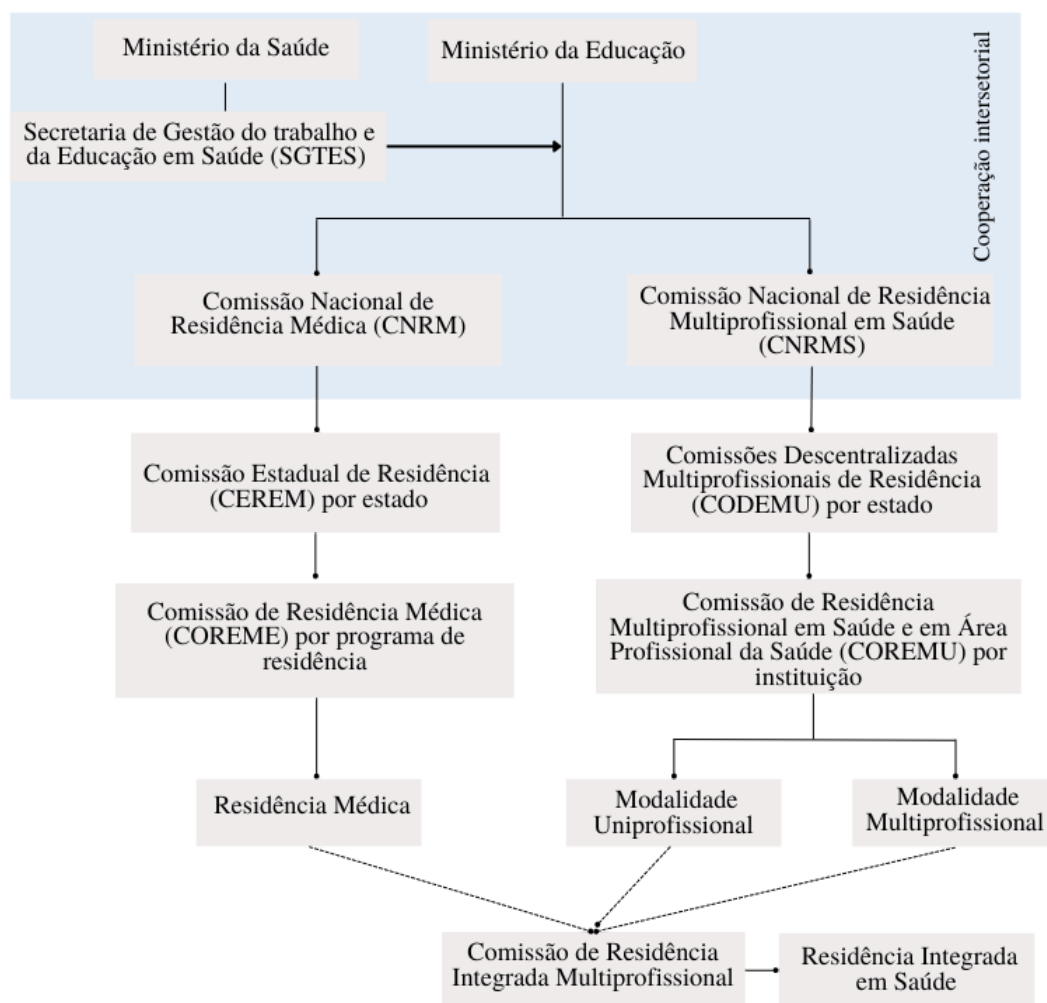 Ministério da Saúde
Ministério da Educação
Cooperação intersetorial
Secretaria de Gestão do trabalho e
da Educação em Saúde (SGTES)
Comissão Nacional de
Residência Médica (CNRM)
Comissão Nacional de Residência
Multiprofissional em Saúde
(CNRMS)
Comissão Estadual de Residência
(CEREM) por estado
Comissões Descentralizadas
Multiprofissionais de Residência
(CODEMU) por estado
Comissão de Residência Médica
(COREME) por programa de
residência
Comissão de Residência
Multiprofissional em Saúde e em Área
Profissional da Saúde (COREMU) por
instituição
Residência Médica
Modalidade
Uniprofissional
Modalidade
Multiprofissional
Comissão de Residência
Integrada Multiprofissional
Residência Integrada
em Saúde